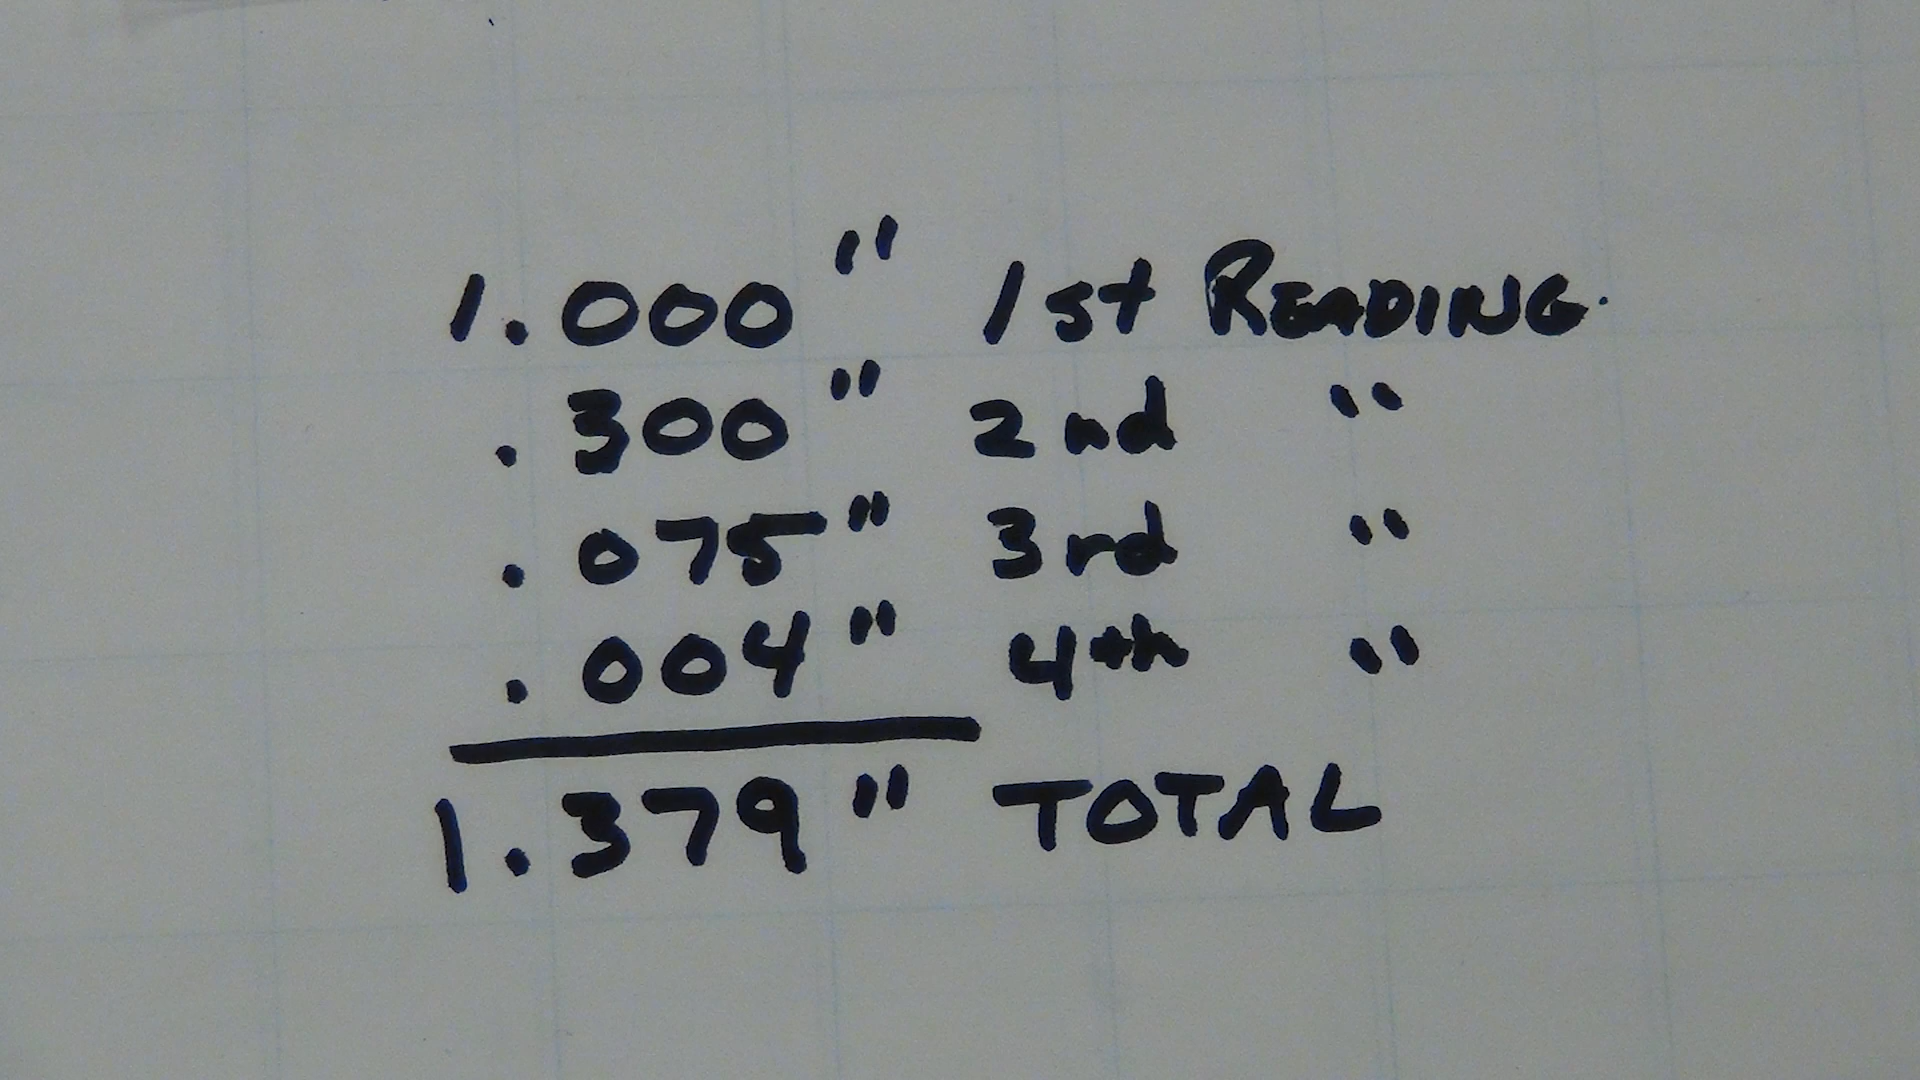 1.000" 1st READING.
.300" 2nd "
.075" 3rd "
.004" 4th "
1.379" TOTAL